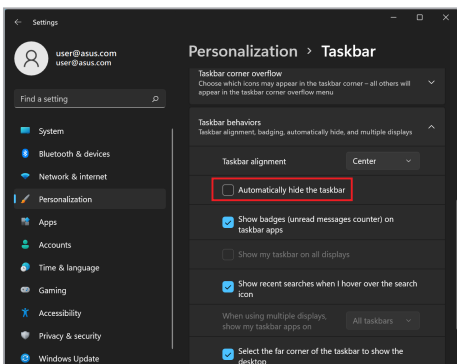 Settings
user@asus.com
user@asus.com
Find a setting
System
Bluetooth & devices
Network & internet
Personalization
Apps
Accounts
Time & language
Gaming
Accessibility
Privacy & security
Windows Update
Personalization > Taskbar
Taskbar corner overflow
Choose which icons may appear in the taskbar corner – all others will
appear in the taskbar corner overflow menu
Taskbar behaviors
Taskbar alignment, badging, automatically hide, and multiple displays
Taskbar alignment
Center
Automatically hide the taskbar
Show badges (unread messages counter) on
taskbar apps
Show my taskbar on all displays
Show recent searches when I hover over the search
icon
When using multiple displays,
show my taskbar apps on
All taskbars
Select the far corner of the taskbar to show the
desktop